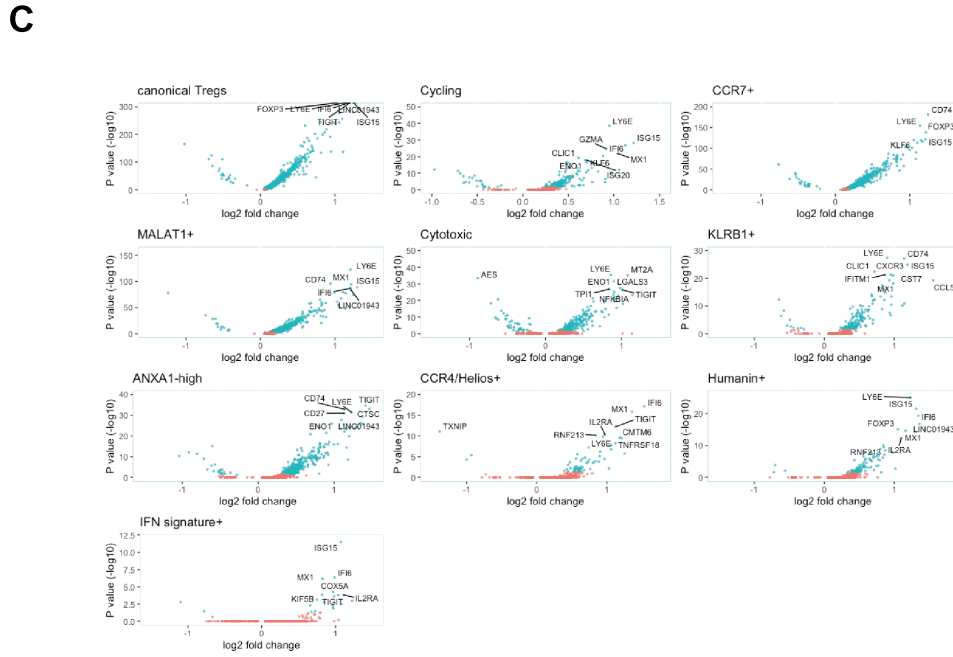 C
canonical Tregs
P value (-log10)
300
200
100
0
FOXP3 LY6E IFI6 LINC01943
TIGIT ISG15
-1 0 1
log2 fold change
Cycling
P value (-log10)
50
40
30
20
10
0
LY6E
GZMA ISG15
CLIC1 IFI6
ENO1 KLF6 MX1
ISG20
-1.0 -0.5 0.0 0.5 1.0 1.5
log2 fold change
CCR7+
P value (-log10)
200
150
100
50
0
CD74
LY6E FOXP3
KLF6 ISG15
-1 0 1
log2 fold change
MALAT1+
P value (-log10)
150
100
50
0
LY6E
CD74 MX1 ISG15
IFI6
LINC01943
-1 0 1
log2 fold change
Cytotoxic
P value (-log10)
50
40
30
20
10
0
AES LY6E MT2A
ENO1 LGALS3
TPI1 NFKBIA TIGIT
-1 0 1
log2 fold change
KLRB1+
P value (-log10)
30
20
10
0
LY6E CD74
CLIC1 CXCR3 ISG15
IFITM1 CST7
MX1 CCL5
-1 0 1
log2 fold change
ANXA1-high
P value (-log10)
40
30
20
10
0
CD74 LY6E TIGIT
CD27 CTSC
ENO1 LINC01943
-1 0 1
log2 fold change
CCR4/Helios+
P value (-log10)
20
15
10
5
0
TXNIP
MX1 IFI6
IL2RA TIGIT
RNF213 CMTM6
LY6E TNFRSF18
-1 0 1
log2 fold change
Humanin+
P value (-log10)
20
10
0
LY6E
ISG15
IFI6
FOXP3 LINC01943
MX1
RNF213 IL2RA
-1 0 1
log2 fold change
IFN signature+
P value (-log10)
12.5
10.0
7.5
5.0
2.5
0.0
ISG15
MX1 IFI6
COX5A
KIF5B TIGIT IL2RA
-1 0 1
log2 fold change